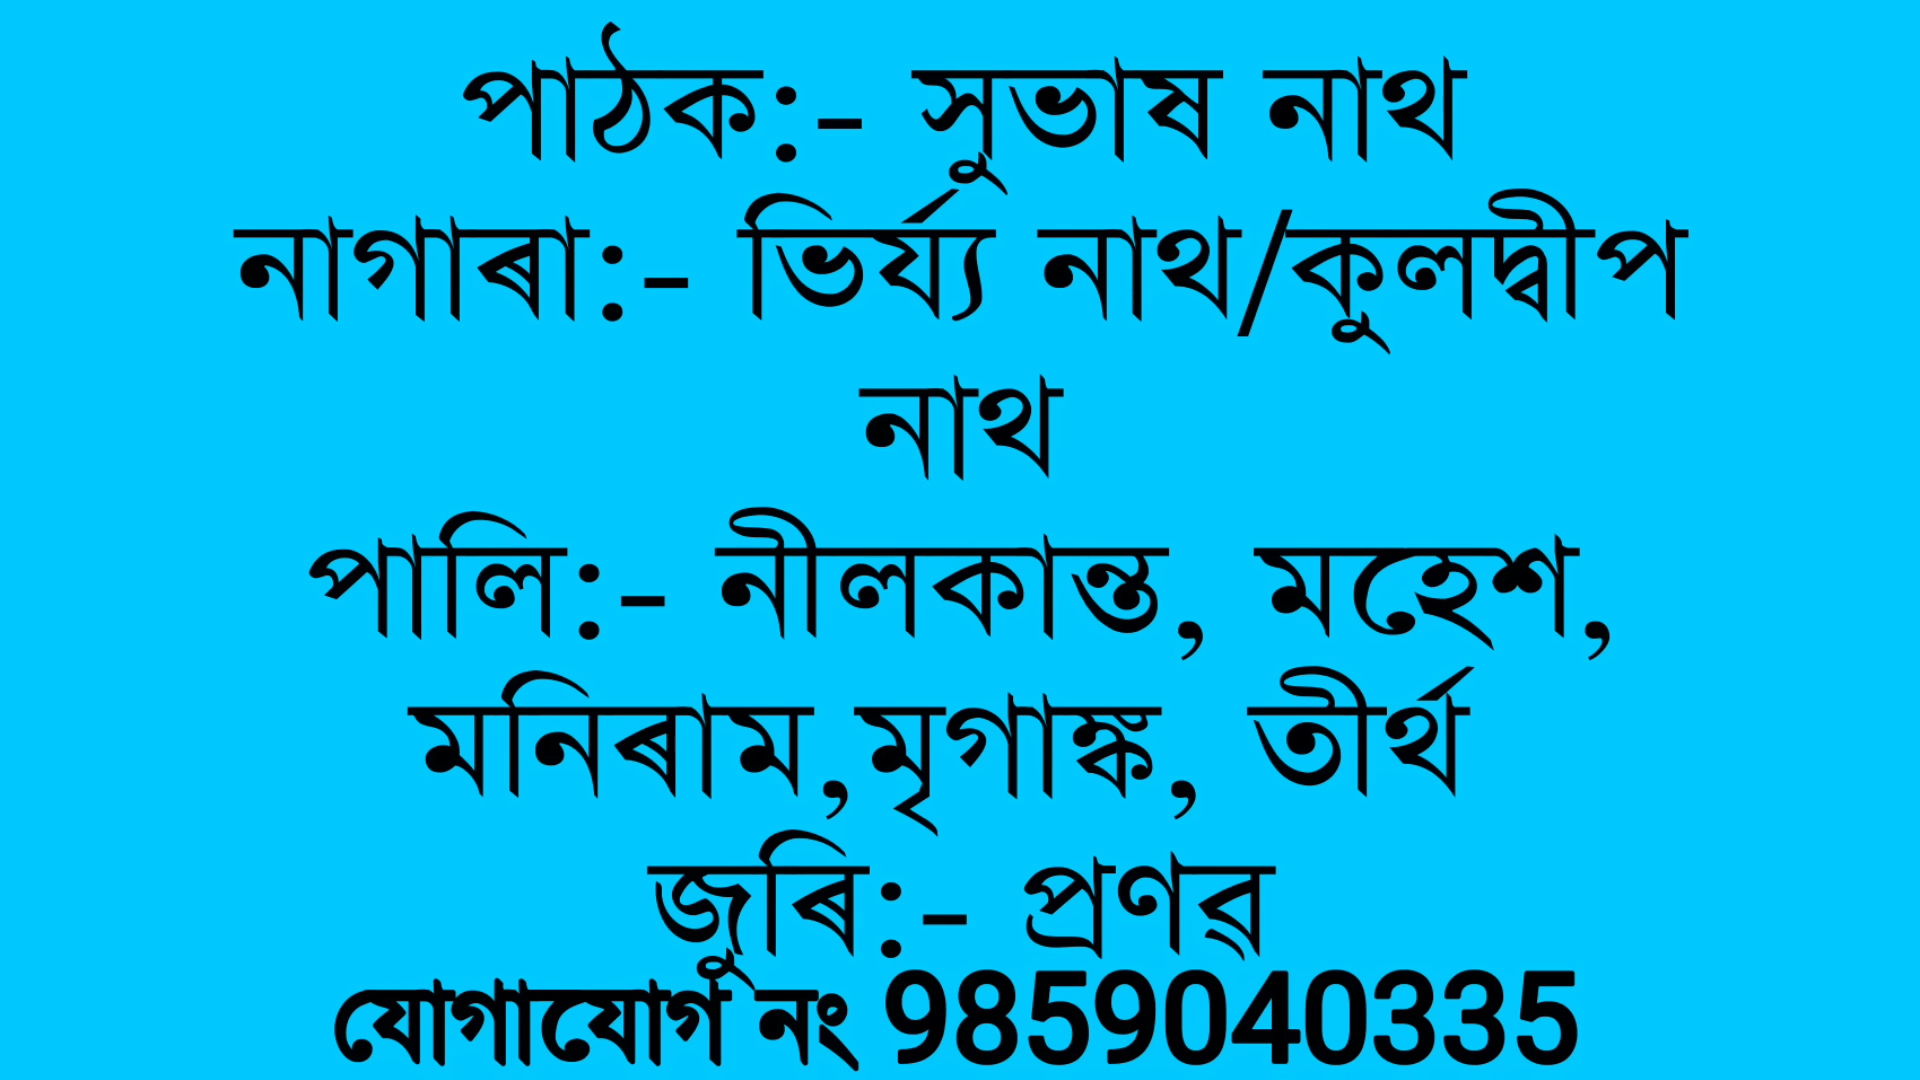 পাঠক:- সুভাষ নাথ
নাগাৰা:- ভিৰ্য্য নাথ/কুলদ্বীপ
নাথ
পালি:- নীলকান্ত, মহেশ,
মনিৰাম,মৃগাঙ্ক, তীৰ্থ
জুৰি:- প্ৰণৱ
যোগাযোগ নং 9859040335